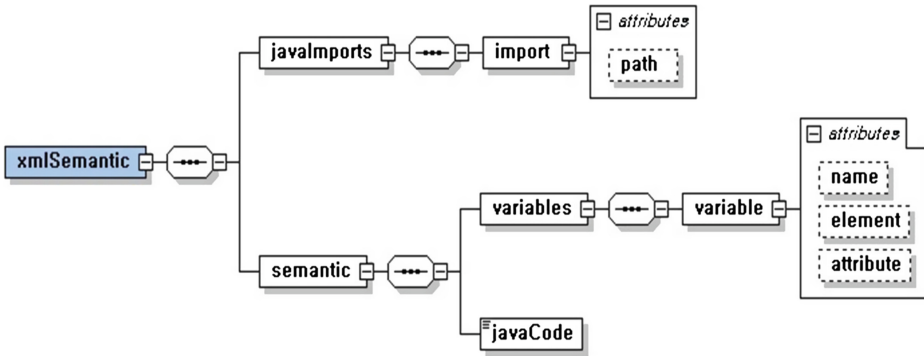 javaImports
import
attributes
path
xmlSemantic
attributes
name
variables
variable
element
semantic
attribute
javaCode